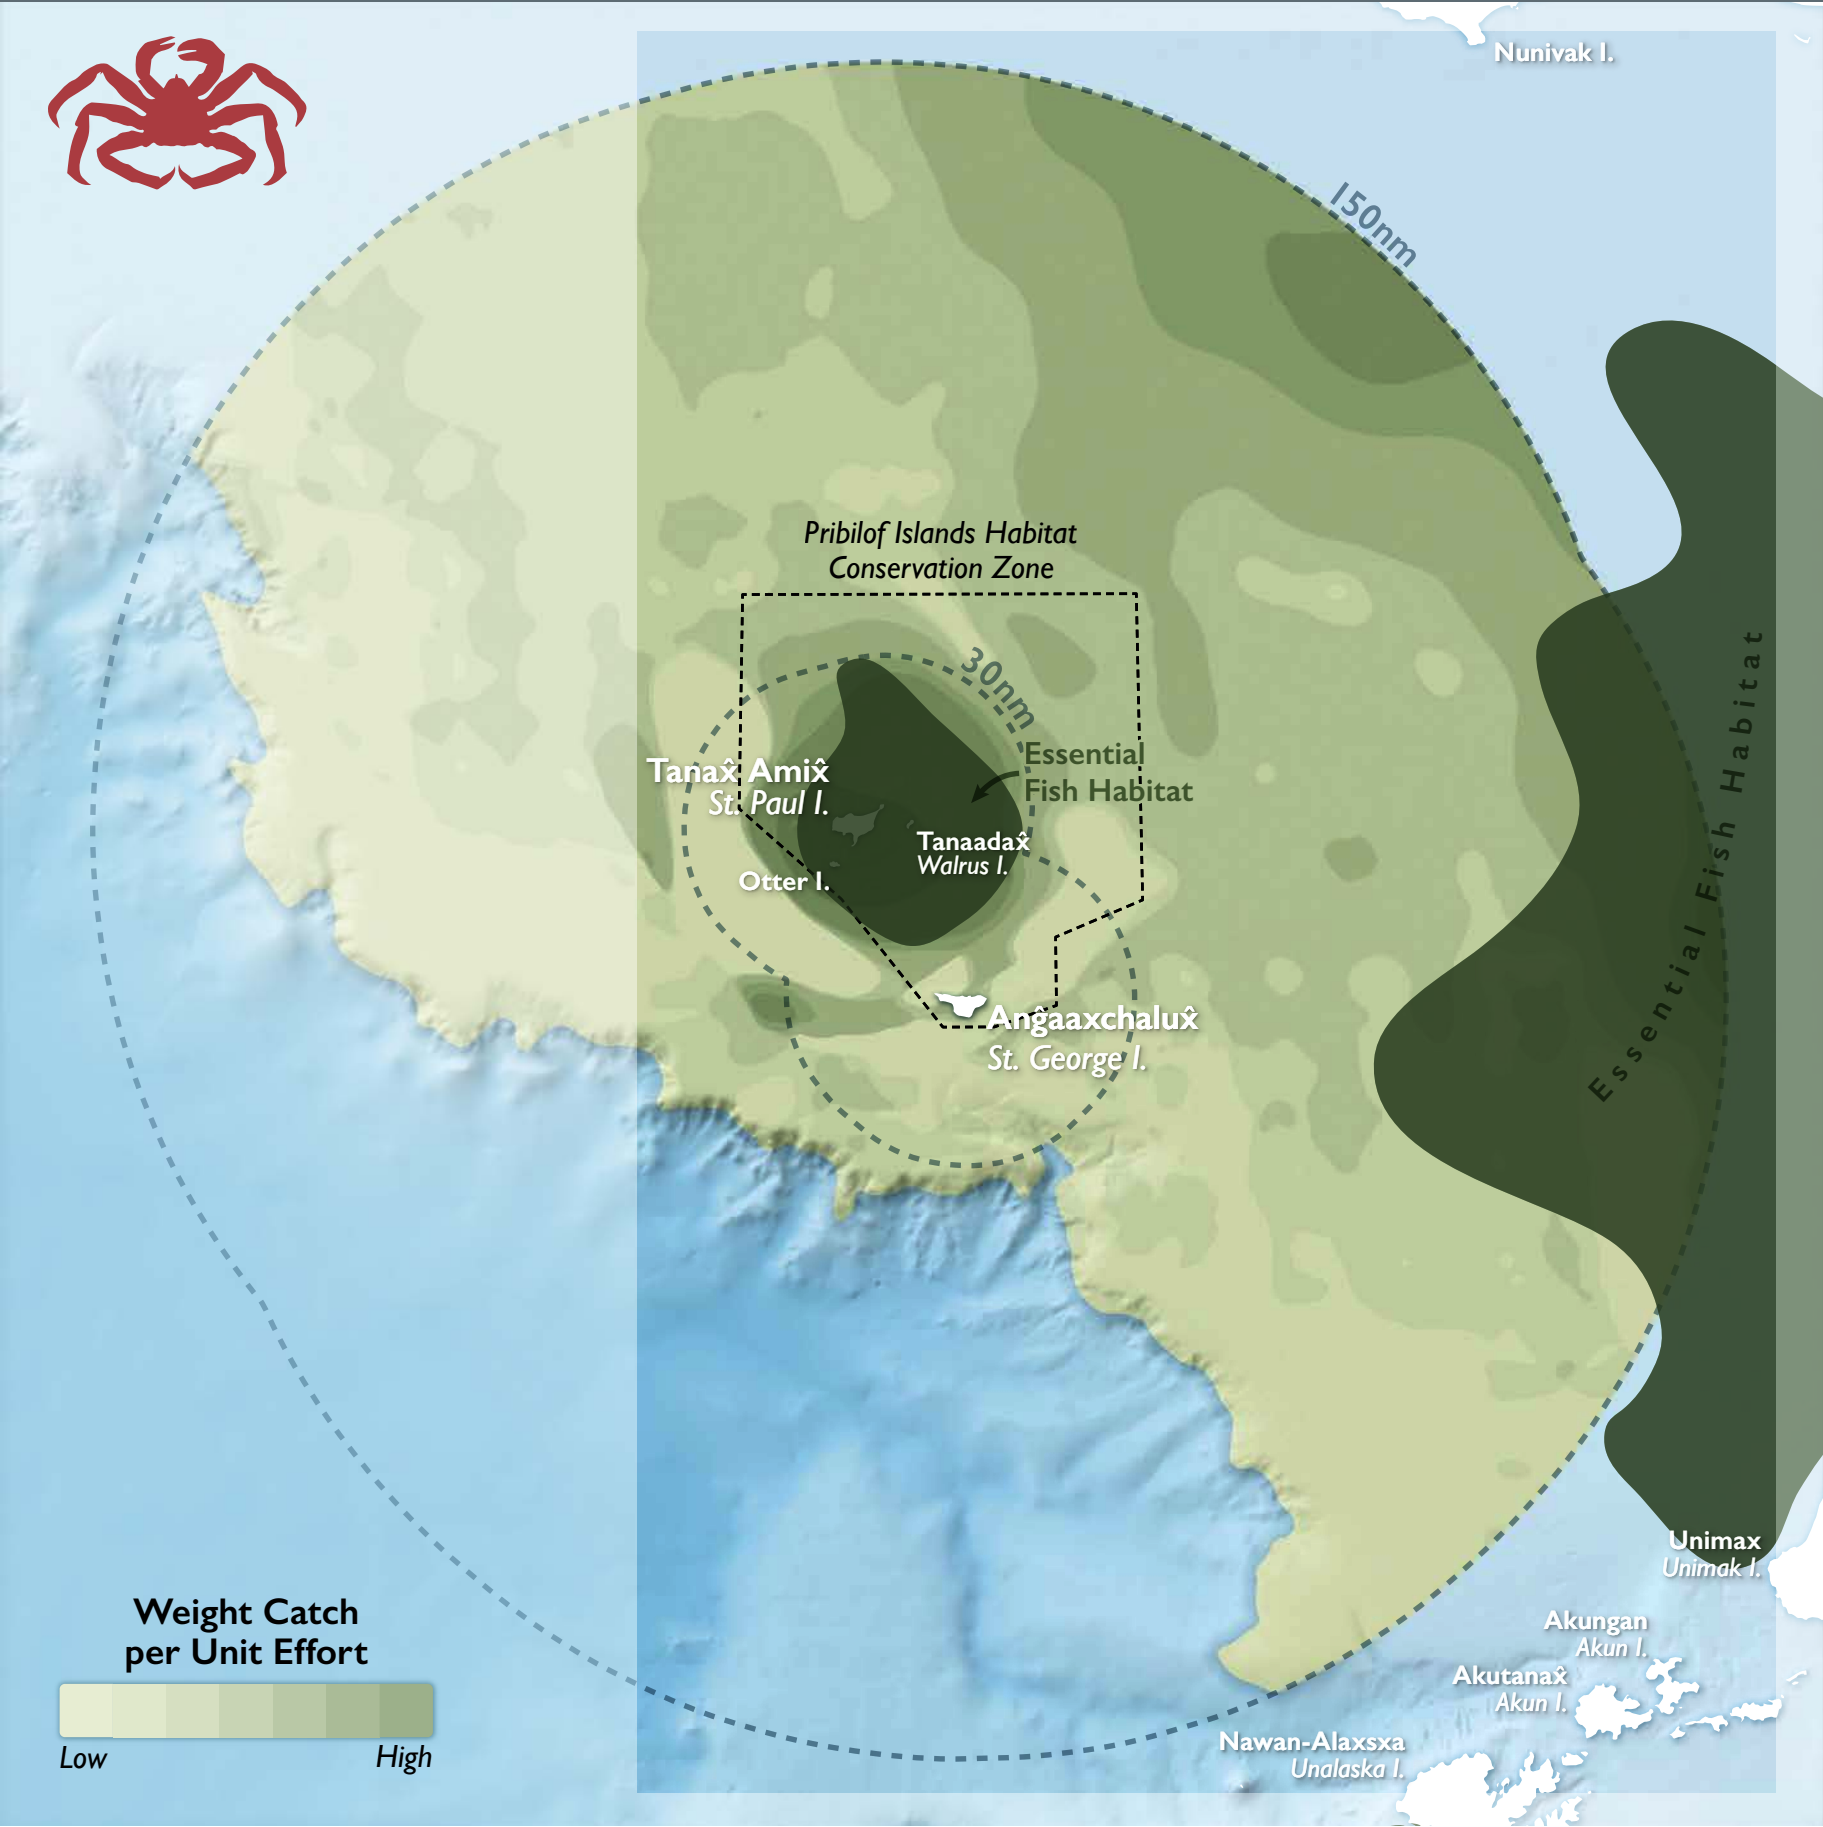 Nunivak I.
150nm
Pribilof Islands Habitat
Conservation Zone
30nm
Essential
Fish Habitat
Tanax̂ Amix̂
St. Paul I.
Tanaadax̂
Walrus I.
Otter I.
Anĝaaxchalux̂
St. George I.
Essential Fish Habitat
Unimax
Unimak I.
Akungan
Akun I.
Akutanax̂
Akun I.
Nawan-Alaxsxa
Unalaska I.
Weight Catch
per Unit Effort
Low
High